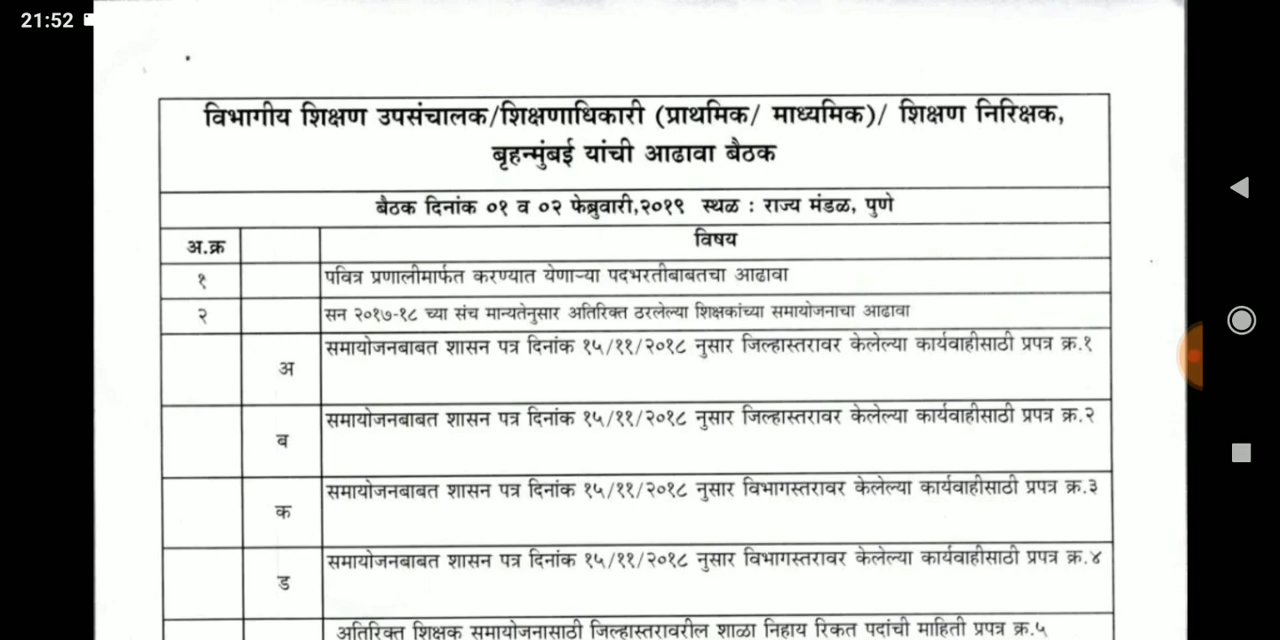 21:52
विभागीय शिक्षण उपसंचालक/शिक्षणाधिकारी (प्राथमिक/ माध्यमिक)/ शिक्षण निरिक्षक,
बृहन्मुंबई यांची आढावा बैठक
बैठक दिनांक ०१ व ०२ फेब्रुवारी,२०१९ स्थळ : राज्य मंडळ, पुणे
अ.क्र विषय
१ पवित्र प्रणालीमार्फत करण्यात येणाऱ्या पदभरतीबाबतचा आढावा
२ सन २०१७-१८ च्या संच मान्यतेनुसार अतिरिक्त ठरलेल्या शिक्षकांच्या समायोजनाचा आढावा
अ समायोजनबाबत शासन पत्र दिनांक १५/११/२०१८ नुसार जिल्हास्तरावर केलेल्या कार्यवाहीसाठी प्रपत्र क्र.१
ब समायोजनबाबत शासन पत्र दिनांक १५/११/२०१८ नुसार जिल्हास्तरावर केलेल्या कार्यवाहीसाठी प्रपत्र क्र.२
क समायोजनबाबत शासन पत्र दिनांक १५/११/२०१८ नुसार विभागस्तरावर केलेल्या कार्यवाहीसाठी प्रपत्र क्र.३
ड समायोजनबाबत शासन पत्र दिनांक १५/११/२०१८ नुसार विभागस्तरावर केलेल्या कार्यवाहीसाठी प्रपत्र क्र.४
अतिरिक्त शिक्षक समायोजनासाठी जिल्हास्तरावरील शाळा निहाय रिक्त पदांची माहिती प्रपत्र क्र.५